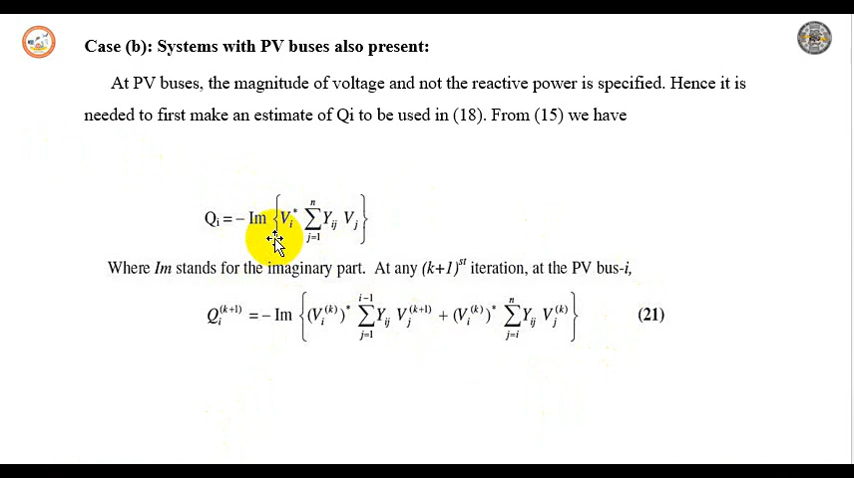 Case (b): Systems with PV buses also present:
At PV buses, the magnitude of voltage and not the reactive power is specified. Hence it is
needed to first make an estimate of Qi to be used in (18). From (15) we have
Qi = − Im {Vi* ∑_{j=1}^{n} Yij Vj}
Where Im stands for the imaginary part. At any (k+1)st iteration, at the PV bus-i,
Qi^(k+1) = − Im {(Vi^(k))* ∑_{j=1}^{i−1} Yij Vj^(k+1) + (Vi^(k))* ∑_{j=i}^{n} Yij Vj^(k)} (21)